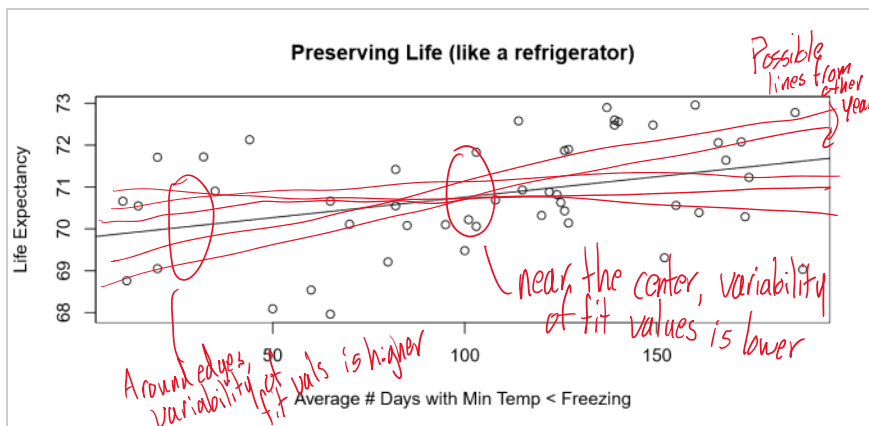 Preserving Life (like a refrigerator)
Possible
lines from
other
year
73
72
71
70
69
68
Life Expectancy
near the center, variability
of fit values is lower
Around edges,
variability of
fit vals is higher
50
100
150
Average # Days with Min Temp < Freezing